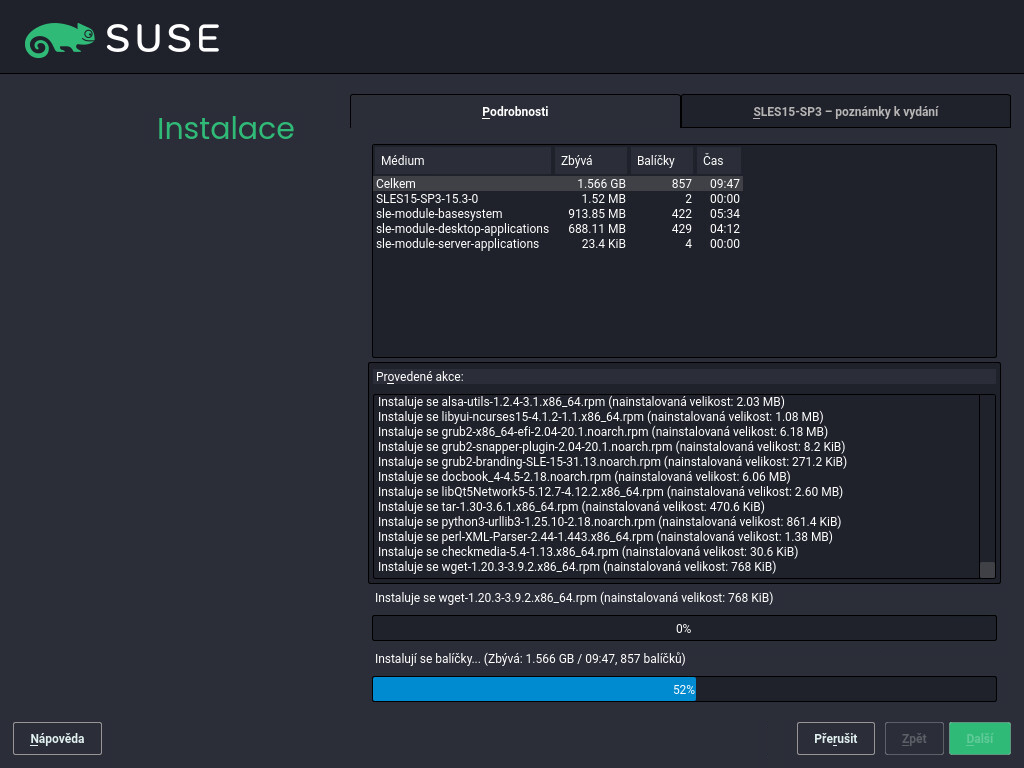 SUSE
Instalace
Podrobnosti
SLES15-SP3 – poznámky k vydání
Médium Zbývá Balíčky Čas
Celkem 1.566 GB 857 09:47
SLES15-SP3-15.3-0 1.52 MB 2 00:00
sle-module-basesystem 913.85 MB 422 05:34
sle-module-desktop-applications 688.11 MB 429 04:12
sle-module-server-applications 23.4 KiB 4 00:00
Provedené akce:
Instaluje se alsa-utils-1.2.4-3.1.x86_64.rpm (nainstalovaná velikost: 2.03 MB)
Instaluje se libyui-ncurses15-4.1.2-1.1.x86_64.rpm (nainstalovaná velikost: 1.08 MB)
Instaluje se grub2-x86_64-efi-2.04-20.1.noarch.rpm (nainstalovaná velikost: 6.18 MB)
Instaluje se grub2-snapper-plugin-2.04-20.1.noarch.rpm (nainstalovaná velikost: 8.2 KiB)
Instaluje se grub2-branding-SLE-15-31.13.noarch.rpm (nainstalovaná velikost: 271.2 KiB)
Instaluje se docbook_4-4.5-2.18.noarch.rpm (nainstalovaná velikost: 6.06 MB)
Instaluje se libQt5Network5-5.12.7-4.12.2.x86_64.rpm (nainstalovaná velikost: 2.60 MB)
Instaluje se tar-1.30-3.6.1.x86_64.rpm (nainstalovaná velikost: 470.6 KiB)
Instaluje se python3-urllib3-1.25.10-2.18.noarch.rpm (nainstalovaná velikost: 861.4 KiB)
Instaluje se perl-XML-Parser-2.44-1.443.x86_64.rpm (nainstalovaná velikost: 1.38 MB)
Instaluje se checkmedia-5.4-1.13.x86_64.rpm (nainstalovaná velikost: 30.6 KiB)
Instaluje se wget-1.20.3-3.9.2.x86_64.rpm (nainstalovaná velikost: 768 KiB)
Instaluje se wget-1.20.3-3.9.2.x86_64.rpm (nainstalovaná velikost: 768 KiB)
0%
Instalují se balíčky... (Zbývá: 1.566 GB / 09:47, 857 balíčků)
52%
Nápověda
Přerušit
Zpět
Další